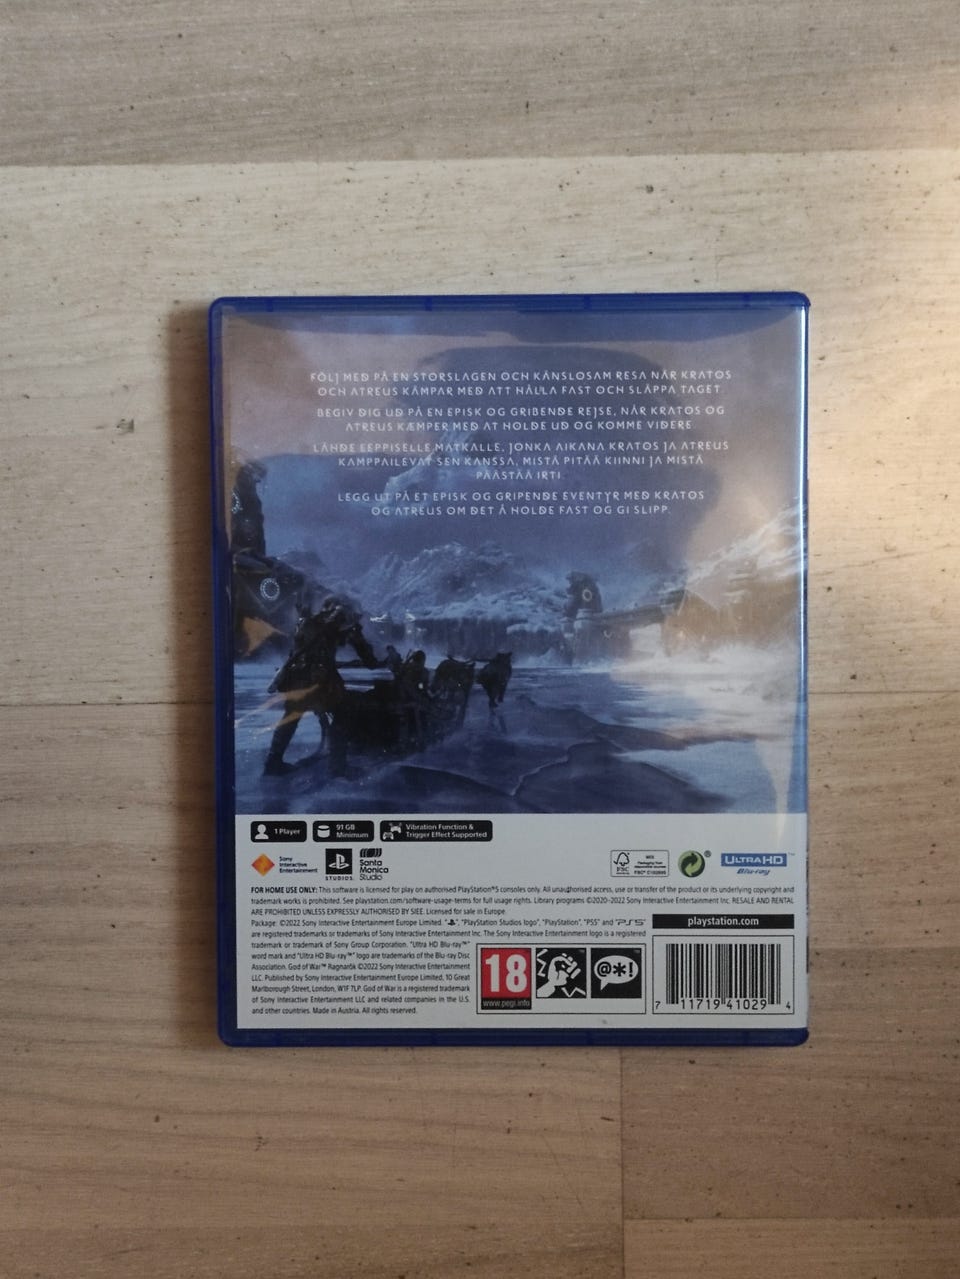 FÖLJ MED PÅ EN STORSLAGEN OCH KÄNSLOSAM RESA NÄR KRATOS
OCH ATREUS KÄMPAR MED ATT HÅLLA FAST OCH SLÄPPA TAGET.
BEGIV DIG UD PÅ EN EPISK OG GRIBENDE REJSE, NÅR KRATOS OG
ATREUS KÆMPER MED AT HOLDE UD OG KOMME VIDERE
LÄHDE EEPPISELLE MATKALLE, JONKA AIKANA KRATOS JA ATREUS
KAMPPAILEVAT SEN KANSSA, MISTÄ PITÄÄ KIINNI JA MISTÄ
PÄÄSTÄÄ IRTI.
LEGG UT PÅ ET EPISK OG GRIPENDE EVENTYR MED KRATOS
OG ATREUS OM DET Å HOLDE FAST OG GI SLIPP.
1 Player
91 GB
Minimum
Vibration Function &
Trigger Effect Supported
Sony
Interactive
Entertainment
STUDIOS
Santa
Monica
Studio
FSC
MIX
FSC® C102695
ULTRA HD
Blu-ray™
FOR HOME USE ONLY: This software is licensed for play on authorised PlayStation®5 consoles only. All unauthorised access, use or transfer of the product or its underlying copyright and
trademark works is prohibited. See playstation.com/software-usage-terms for full usage rights. Library programs ©2020–2022 Sony Interactive Entertainment Inc. RESALE AND RENTAL
ARE PROHIBITED UNLESS EXPRESSLY AUTHORISED BY SIEE. Licensed for sale in Europe.
Package: ©2022 Sony Interactive Entertainment Europe Limited. "", "PlayStation Studios logo", "PlayStation", "PS5" and "PS5"
are registered trademarks or trademarks of Sony Interactive Entertainment Inc. The Sony Interactive Entertainment logo is a registered
trademark or trademark of Sony Group Corporation. "Ultra HD Blu-ray™"
word mark and "Ultra HD Blu-ray™" logo are trademarks of the Blu-ray Disc
Association. God of War™ Ragnarök ©2022 Sony Interactive Entertainment
LLC. Published by Sony Interactive Entertainment Europe Limited, 10 Great
Marlborough Street, London, W1F 7LP. God of War is a registered trademark
of Sony Interactive Entertainment LLC and related companies in the U.S.
and other countries. Made in Austria. All rights reserved.
playstation.com
18
www.pegi.info
@*!
7 11719 41029 4